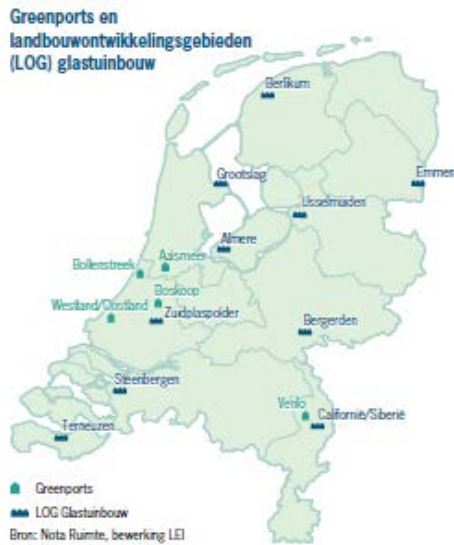 Greenports en
landbouwontwikkelingsgebieden
(LOG) glastuinbouw
Berlikum
Grootslag
Emmen
IJsselmuiden
Almere
Aalsmeer
Bollenstreek
Boskoop
Westland/Oostland
Zuidplaspolder
Bergerden
Steenbergen
Venlo
Californië/Siberië
Terneuzen
Greenports
LOG Glastuinbouw
Bron: Nota Ruimte, bewerking LEI